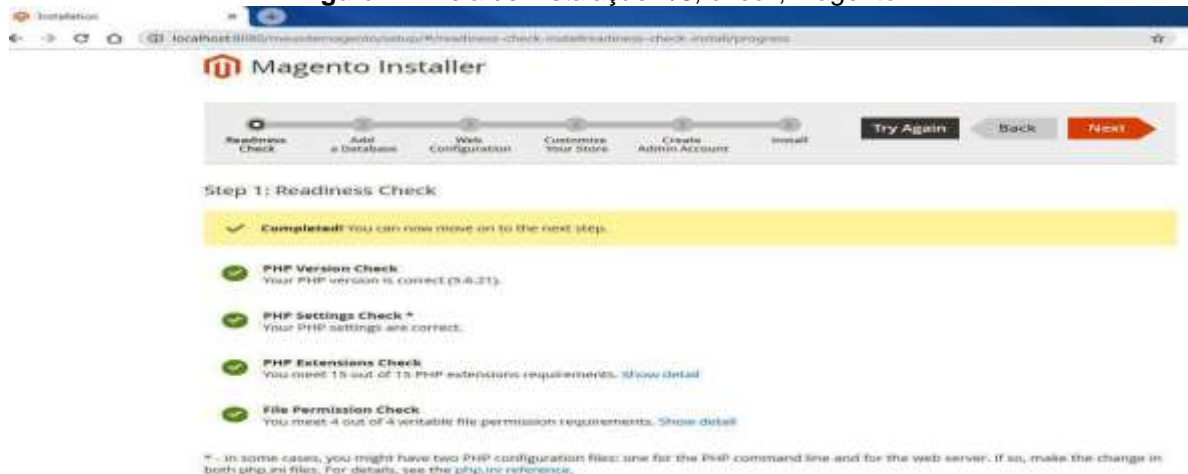 Installation
Magento Installer
Readiness Check
Add a Database
Web Configuration
Customize Your Store
Create Admin Account
Install
Try Again
Back
Next
Step 1: Readiness Check
Completed! You can now move on to the next step.
PHP Version Check
Your PHP version is correct (5.6.21).
PHP Settings Check *
Your PHP settings are correct.
PHP Extensions Check
You meet 15 out of 15 PHP extensions requirements. Show detail
File Permission Check
You meet 4 out of 4 writable file permission requirements. Show detail
* - In some cases, you might have two PHP configuration files: one for the PHP command line and for the web server. If so, make the change in
both php.ini files. For details, see the php.ini reference.